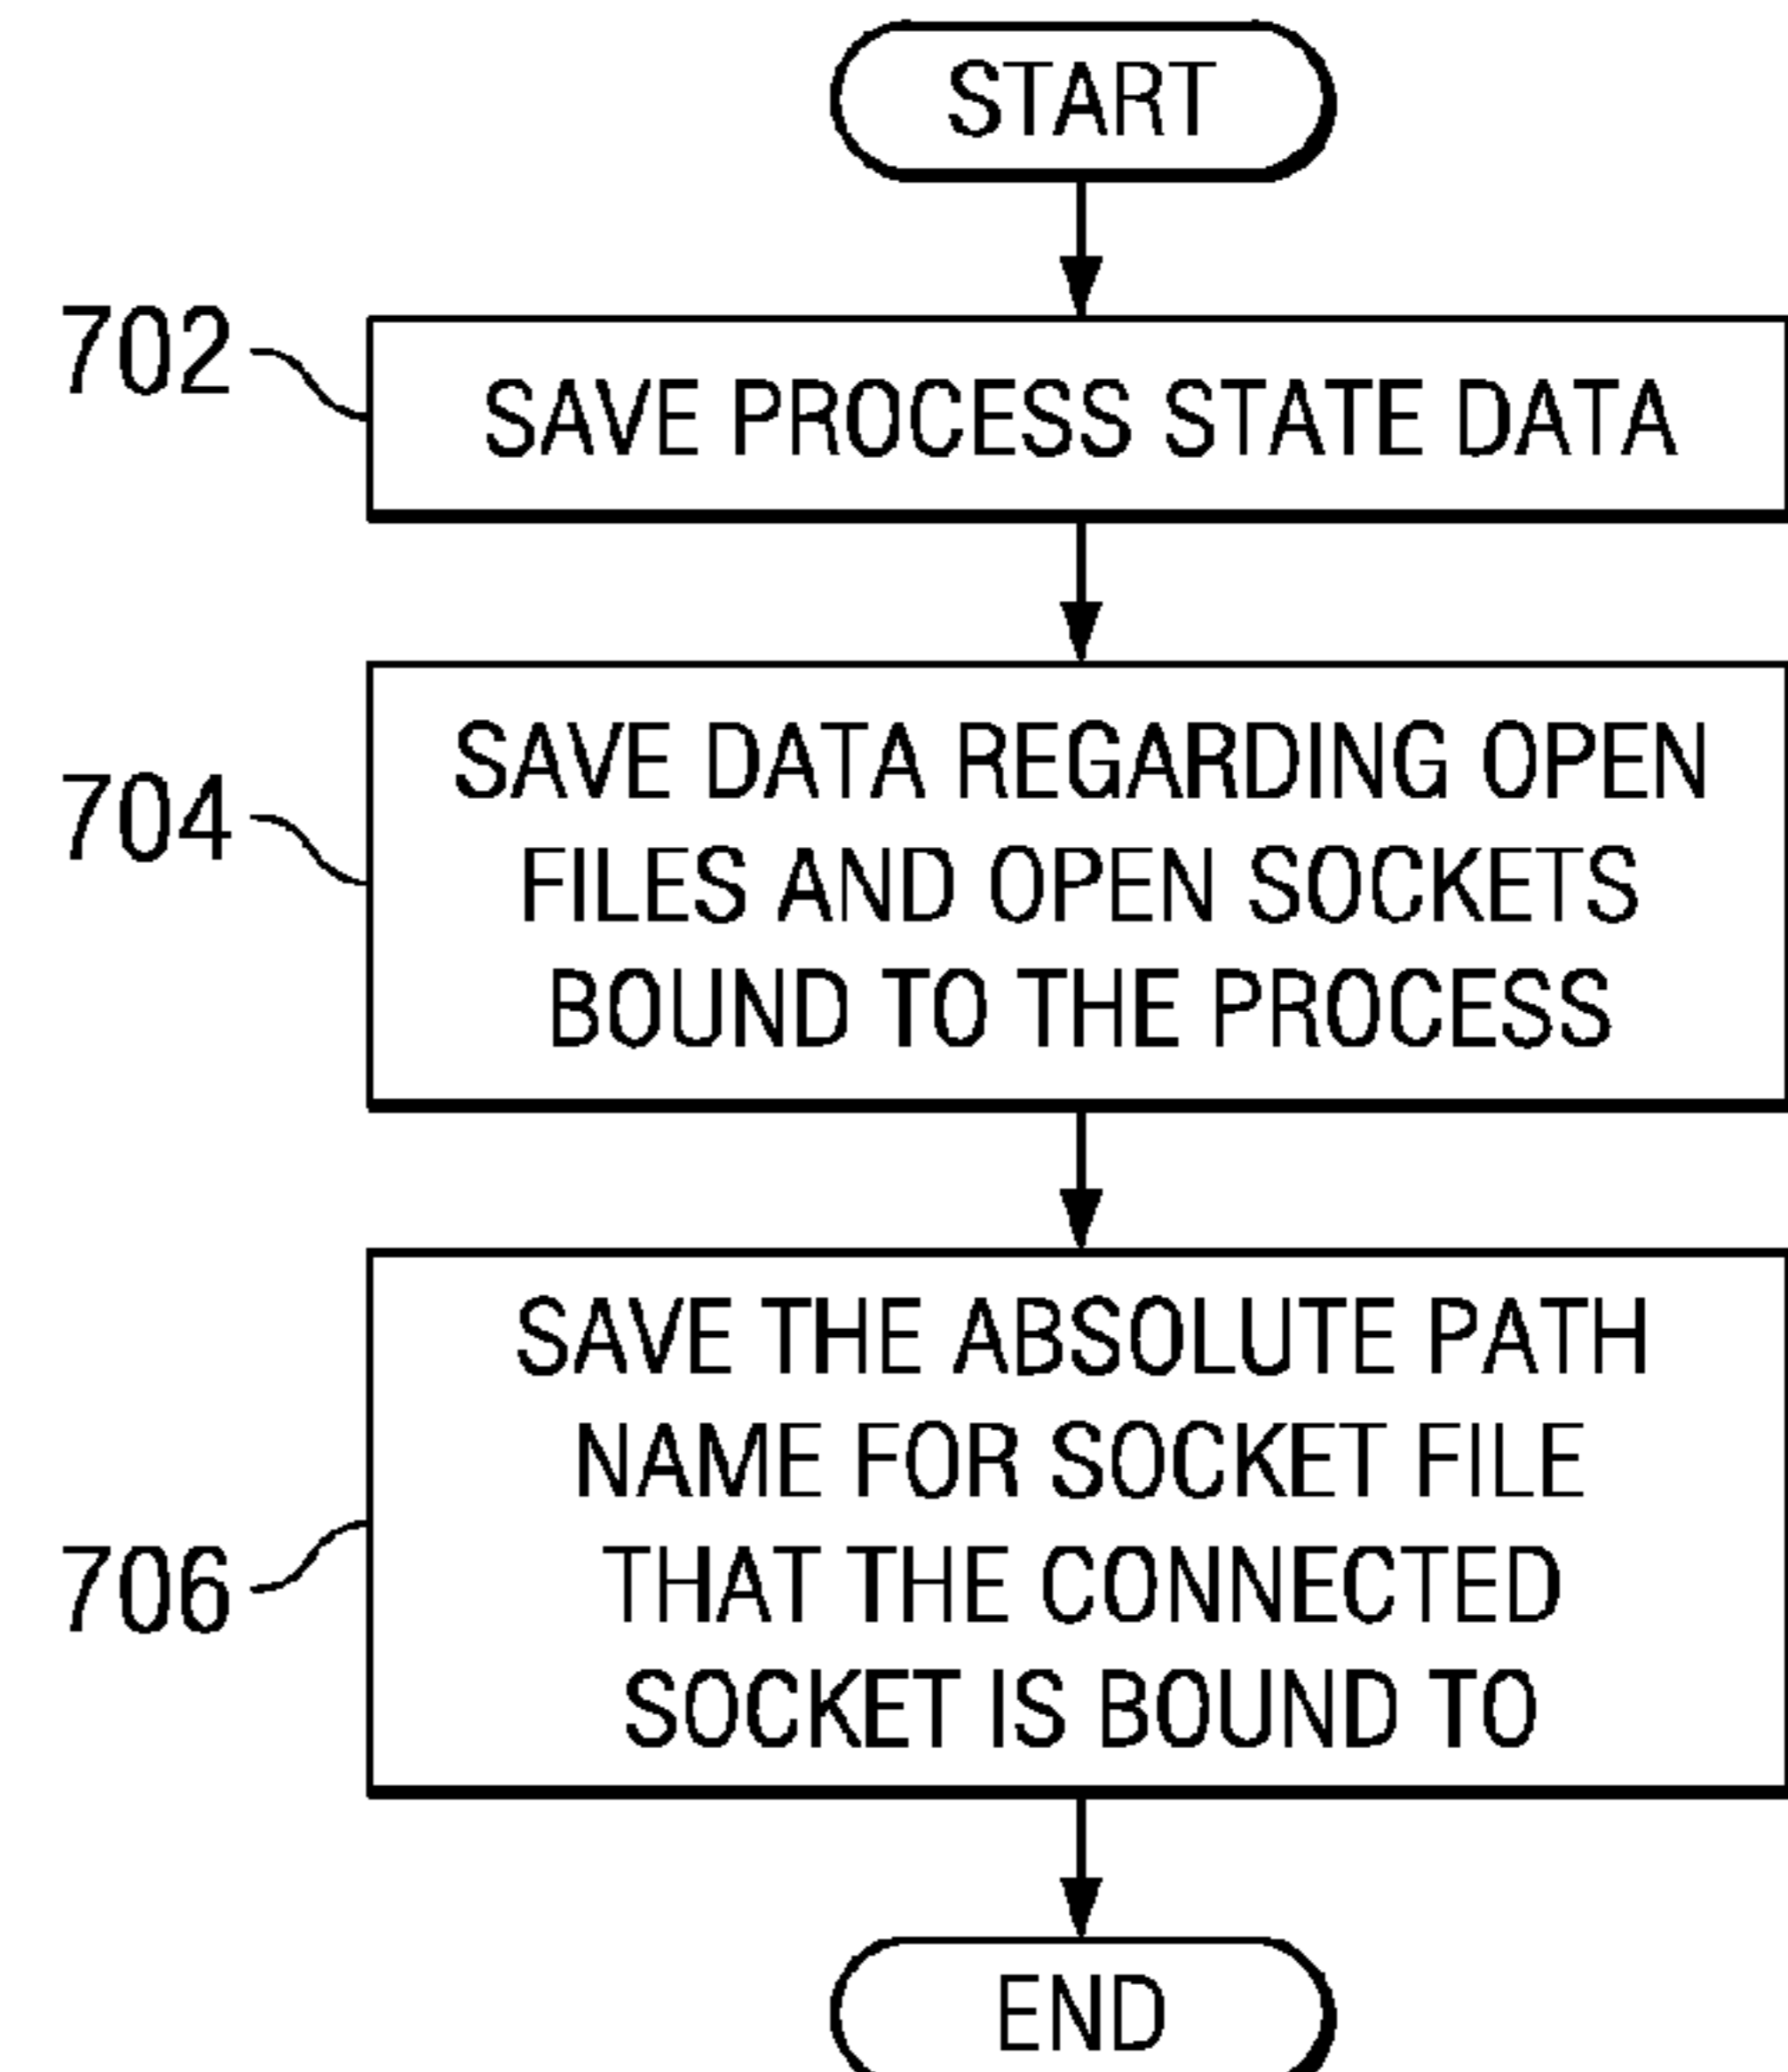 START
702
SAVE PROCESS STATE DATA
704
SAVE DATA REGARDING OPEN
FILES AND OPEN SOCKETS
BOUND TO THE PROCESS
706
SAVE THE ABSOLUTE PATH
NAME FOR SOCKET FILE
THAT THE CONNECTED
SOCKET IS BOUND TO
END